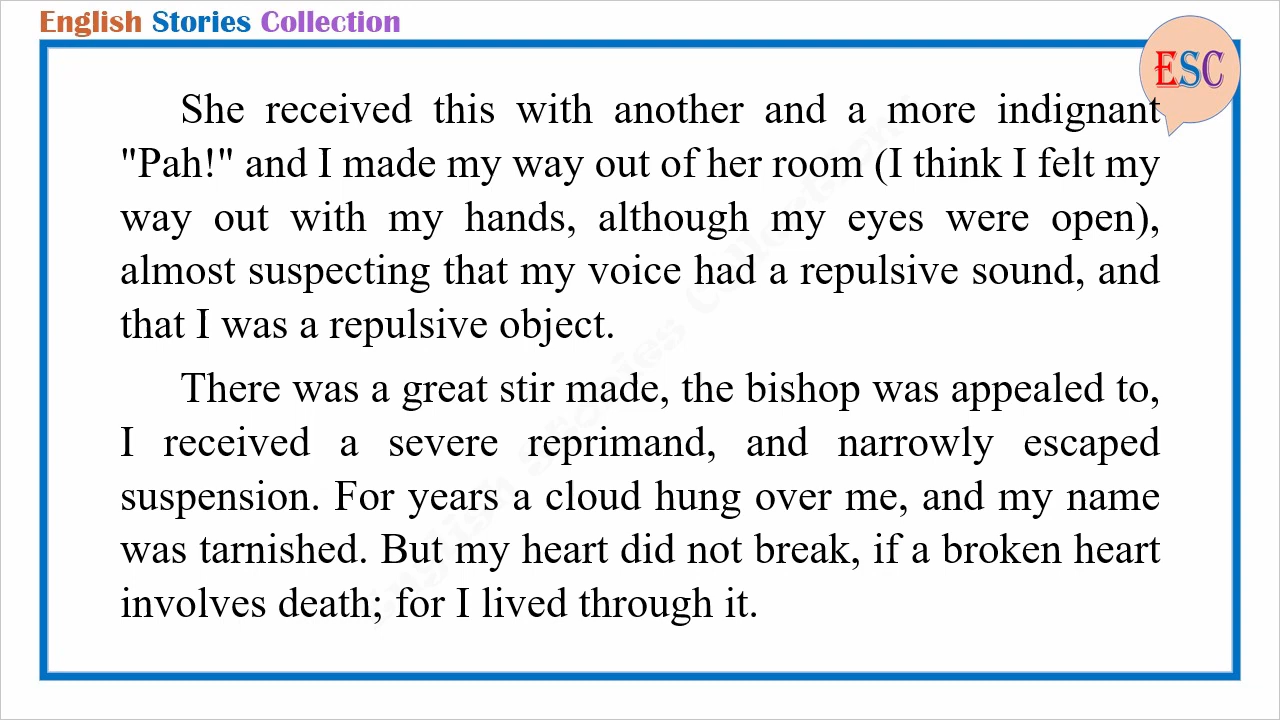 English Stories Collection
ESC
She received this with another and a more indignant
"Pah!" and I made my way out of her room (I think I felt my
way out with my hands, although my eyes were open),
almost suspecting that my voice had a repulsive sound, and
that I was a repulsive object.
There was a great stir made, the bishop was appealed to,
I received a severe reprimand, and narrowly escaped
suspension. For years a cloud hung over me, and my name
was tarnished. But my heart did not break, if a broken heart
involves death; for I lived through it.
English Stories Collection